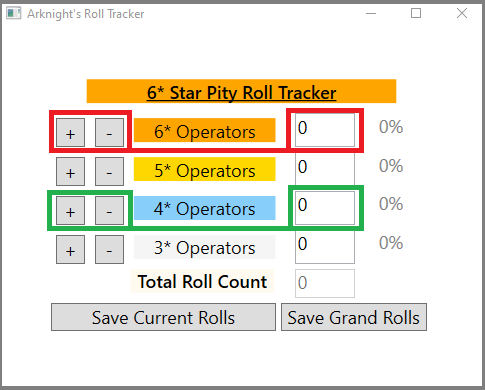 Arknight's Roll Tracker
6* Star Pity Roll Tracker
+ - 6* Operators 0 0%
+ - 5* Operators 0 0%
+ - 4* Operators 0 0%
+ - 3* Operators 0 0%
Total Roll Count 0
Save Current Rolls Save Grand Rolls